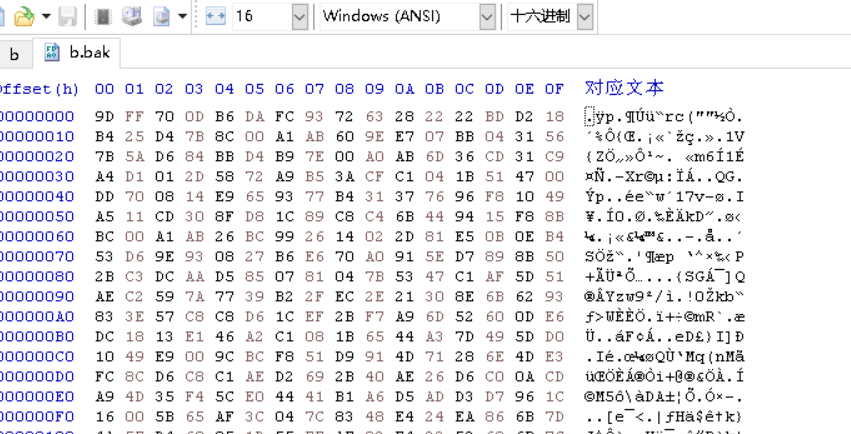 16 Windows (ANSI) 十六进制
b b.bak
Offset(h) 00 01 02 03 04 05 06 07 08 09 0A 0B 0C 0D 0E 0F 对应文本
00000000 9D FF 70 0D B6 DA FC 93 72 63 28 22 22 BD D2 18 .ÿp.¶Úü“rc(""½Ò.
00000010 B4 25 D4 7B 8C 00 A1 AB 60 9E E7 07 BB 04 31 56 ´%Ô{Œ.¡«`žç.».1V
00000020 7B 5A D6 84 BB D4 B9 7E 00 A0 AB 6D 36 CD 31 C9 {ZÖ„»Ô¹~. «m6Í1É
00000030 A4 D1 01 2D 58 72 A9 B5 3A CF C1 04 1B 51 47 00 ¤Ñ.-Xr©µ:ÏÁ..QG.
00000040 DD 70 08 14 E9 65 93 77 B4 31 37 76 96 F8 10 49 Ýp..ée“w´17v–ø.I
00000050 A5 11 CD 30 8F D8 1C 89 C8 C4 6B 44 94 15 F8 8B ¥.Í0.Ø.‰ÈÄkD”.ø‹
00000060 BC 00 A1 AB 26 BC 99 26 14 02 2D 81 E5 0B 0E B4 ¼.¡«&¼™&..-.å..´
00000070 53 D6 9E 93 08 27 B6 E6 70 A0 91 5E D7 89 8B 50 SÖž“.'¶æp ‘^×‰‹P
00000080 2B C3 DC AA D5 85 07 81 04 7B 53 47 C1 AF 5D 51 +ÃÜªÕ….​..{SGÁ¯]Q
00000090 AE C2 59 7A 77 39 B2 2F EC 2E 21 30 8E 6B 62 93 ®ÂYzw9²/ì.!0Žkb“
000000A0 83 3E 57 C8 C8 D6 1C EF 2B F7 A9 6D 52 60 0D E6 ƒ>WÈÈÖ.ï+÷©mR`.æ
000000B0 DC 18 13 E1 46 A2 C1 08 1B 65 44 A3 7D 49 5D D0 Ü..áF¢Á..eD£}I]Ð
000000C0 10 49 E9 00 9C BC F8 51 D9 91 4D 71 28 6E 4D E3 .Ié.œ¼øQÙ‘Mq(nMã
000000D0 FC 8C D6 C8 C1 AE D2 69 2B 40 AE 26 D6 C0 0A CD üŒÖÈÁ®Òi+@®&ÖÀ.Í
000000E0 A9 4D 35 F4 5C E0 44 41 B1 A6 D5 AD D3 D7 96 1C ©M5ô\àDA±¦Õ.Ó×–.
000000F0 16 00 5B 65 AF 3C 04 7C 83 48 E4 24 EA 86 6B 7D ..[e¯<.|ƒHä$ê†k}